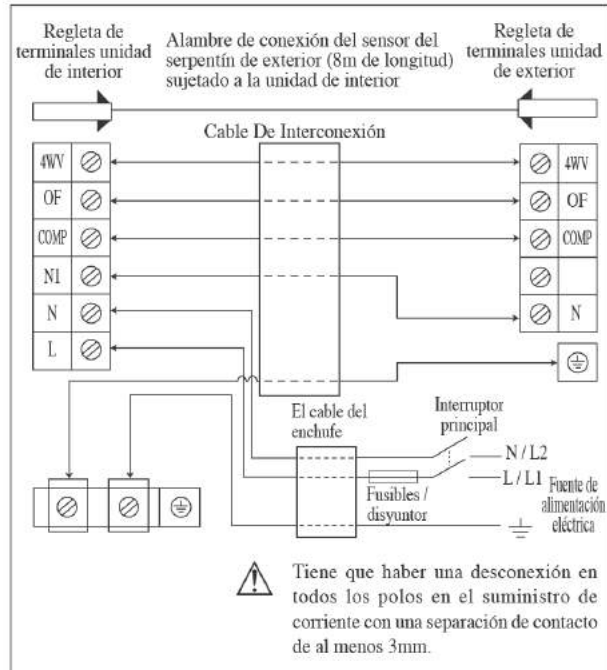 Regleta de
terminales unidad
de interior
Alambre de conexión del sensor del
serpentín de exterior (8m de longitud)
sujetado a la unidad de interior
Regleta de
terminales unidad
de exterior
Cable De Interconexión
4WV
OF
COMP
N1
N
L
4WV
OF
COMP
N
El cable del
enchufe
Interruptor
principal
N / L2
L / L1
Fusibles /
disyuntor
Fuente de
alimentación
eléctrica
Tiene que haber una desconexión en
todos los polos en el suministro de
corriente con una separación de contacto
de al menos 3mm.